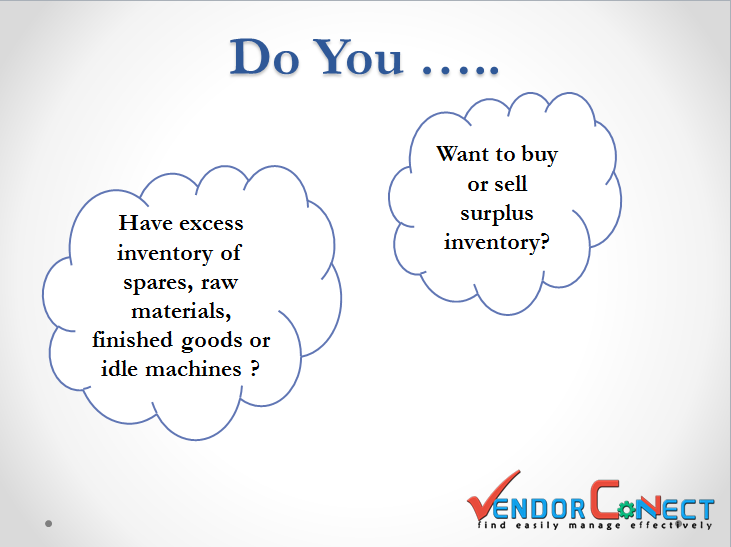 Do You …..
Want to buy
or sell
surplus
inventory?
Have excess
inventory of
spares, raw
materials,
finished goods or
idle machines ?
VENDOR CoNECT
find easily manage effectively